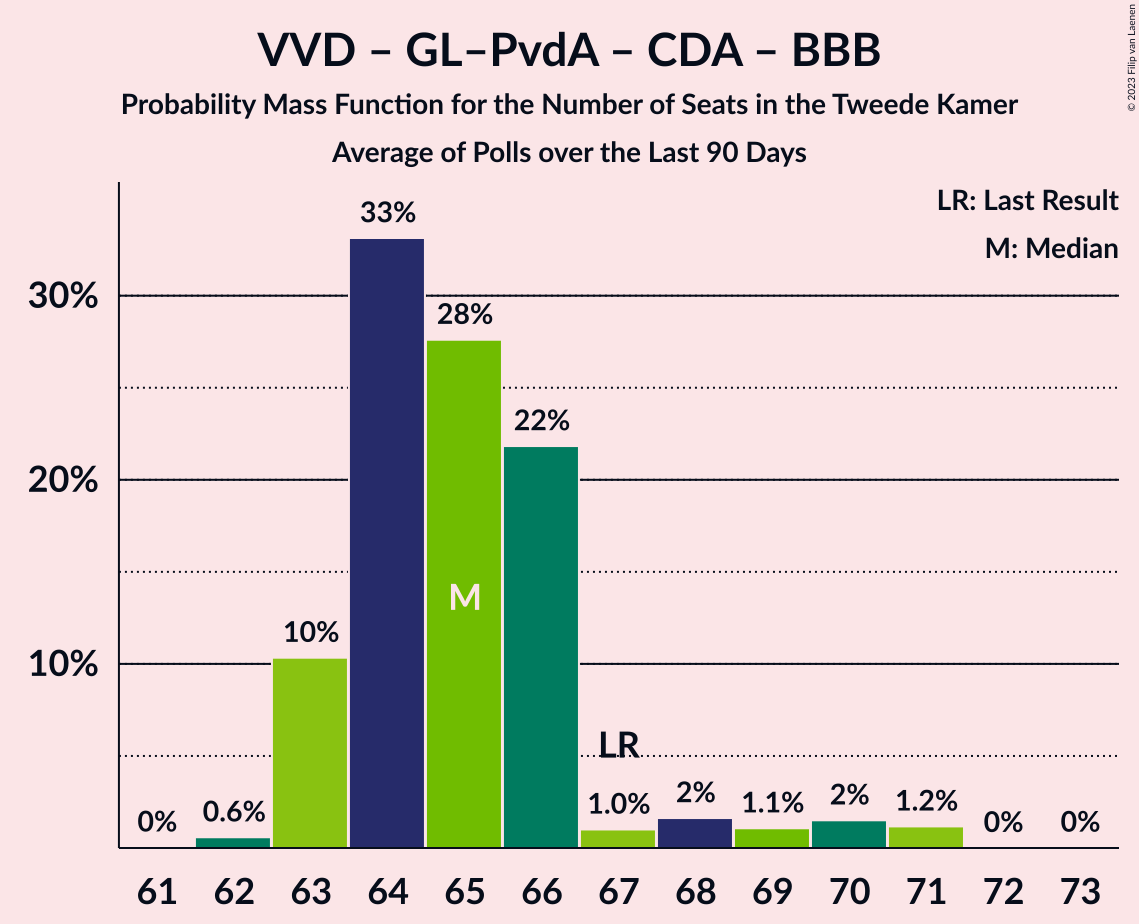 VVD – GL–PvdA – CDA – BBB
Probability Mass Function for the Number of Seats in the Tweede Kamer
Average of Polls over the Last 90 Days
© 2023 Filip van Laenen
LR: Last Result
M: Median
33%
30%
28%
22%
20%
M
10%
10%
LR
0%
0.6%
1.0%
2%
1.1%
2%
1.2%
0%
0%
61 62 63 64 65 66 67 68 69 70 71 72 73